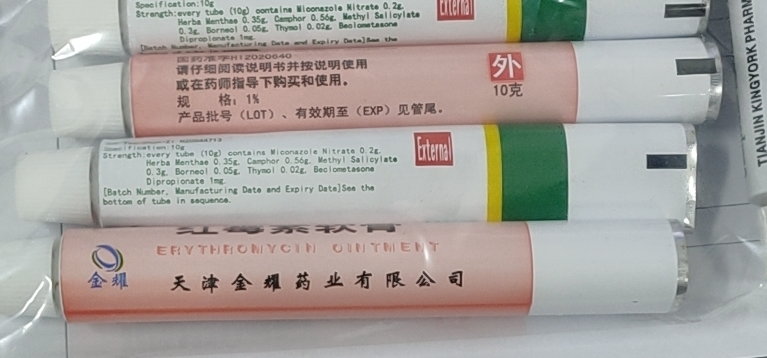 Specification:10g
Strength:every tube (10g) contains Miconazole Nitrate 0.2g,
Herba Menthae 0.35g, Camphor 0.56g, Methyl Salicylate
0.3g, Borneol 0.05g, Thymol 0.02g, Beclometasone
Dipropionate 1mg.
[Batch Number, Manufacturing Date and Expiry Date]See the
External
请仔细阅读说明书并按说明使用
或在药师指导下购买和使用。
规 格：1%
产品批号（LOT）、有效期至（EXP）见管尾。
外
10克
Specification:10g
Strength:every tube (10g) contains Miconazole Nitrate 0.2g,
Herba Menthae 0.35g, Camphor 0.56g, Methyl Salicylate
0.3g, Borneol 0.05g, Thymol 0.02g, Beclometasone
Dipropionate 1mg.
[Batch Number, Manufacturing Date and Expiry Date]See the
bottom of tube in sequence.
External
红霉素软膏
ERYTHROMYCIN OINTMENT
金耀
天津金耀药业有限公司
TIANJIN KINGYORK PHARM